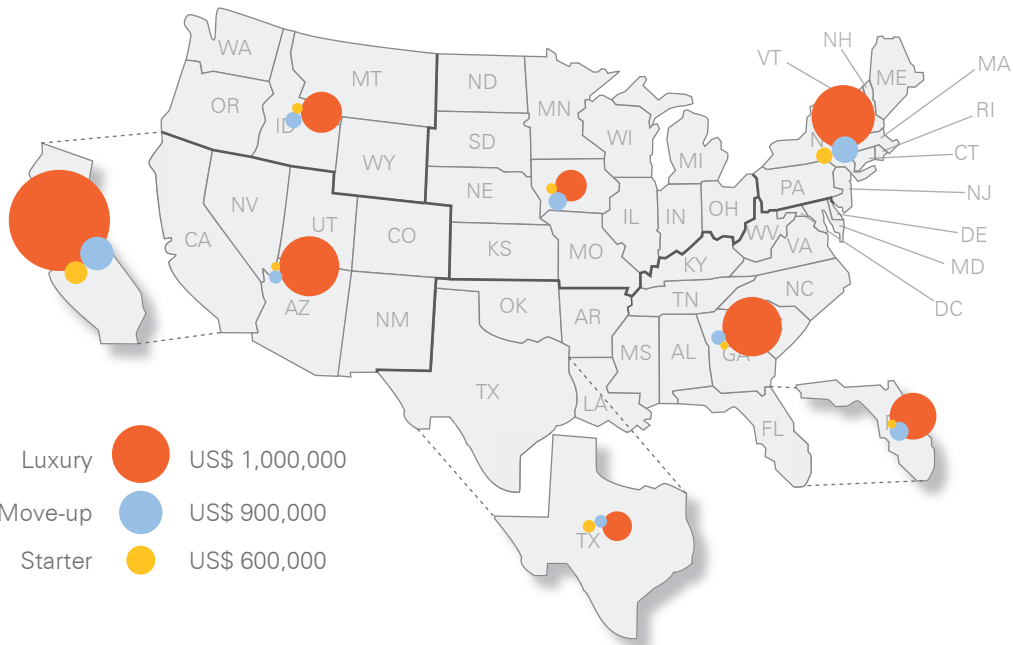 WA
MT
ND
MN
VT
NH
ME
MA
OR
ID
SD
WI
MI
RI
N
CT
WY
NE
PA
NJ
NV
UT
CO
IL
IN
OH
WV
VA
DE
CA
KS
MO
KY
MD
AZ
NM
OK
AR
TN
NC
DC
MS
AL
GA
TX
LA
FL
Luxury US$ 1,000,000
Move-up US$ 900,000
Starter US$ 600,000
TX